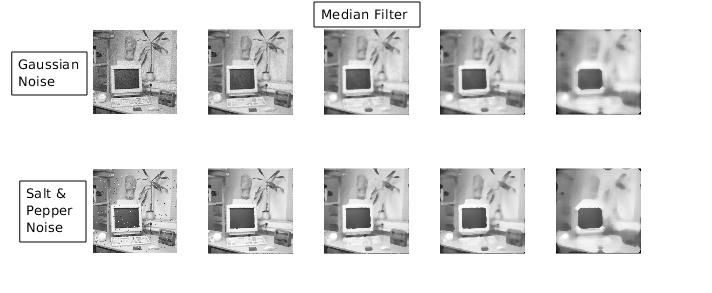 Median Filter
Gaussian
Noise
Salt &
Pepper
Noise